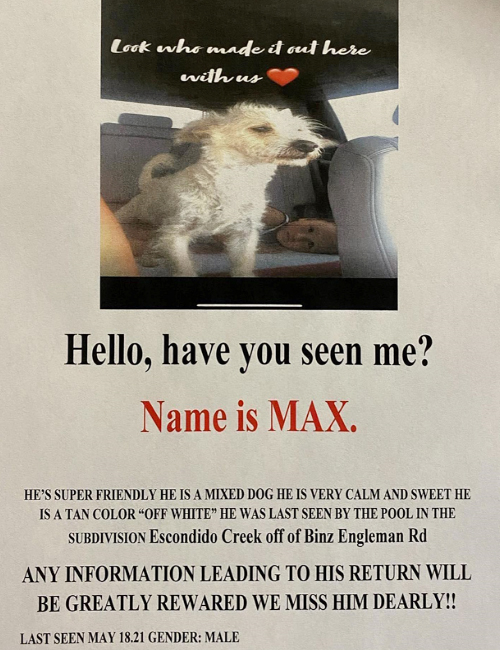 Look who made it out here
with us ❤️
Hello, have you seen me?
Name is MAX.
HE'S SUPER FRIENDLY HE IS A MIXED DOG HE IS VERY CALM AND SWEET HE
IS A TAN COLOR “OFF WHITE” HE WAS LAST SEEN BY THE POOL IN THE
SUBDIVISION Escondido Creek off of Binz Engleman Rd
ANY INFORMATION LEADING TO HIS RETURN WILL
BE GREATLY REWARED WE MISS HIM DEARLY!!
LAST SEEN MAY 18.21 GENDER: MALE